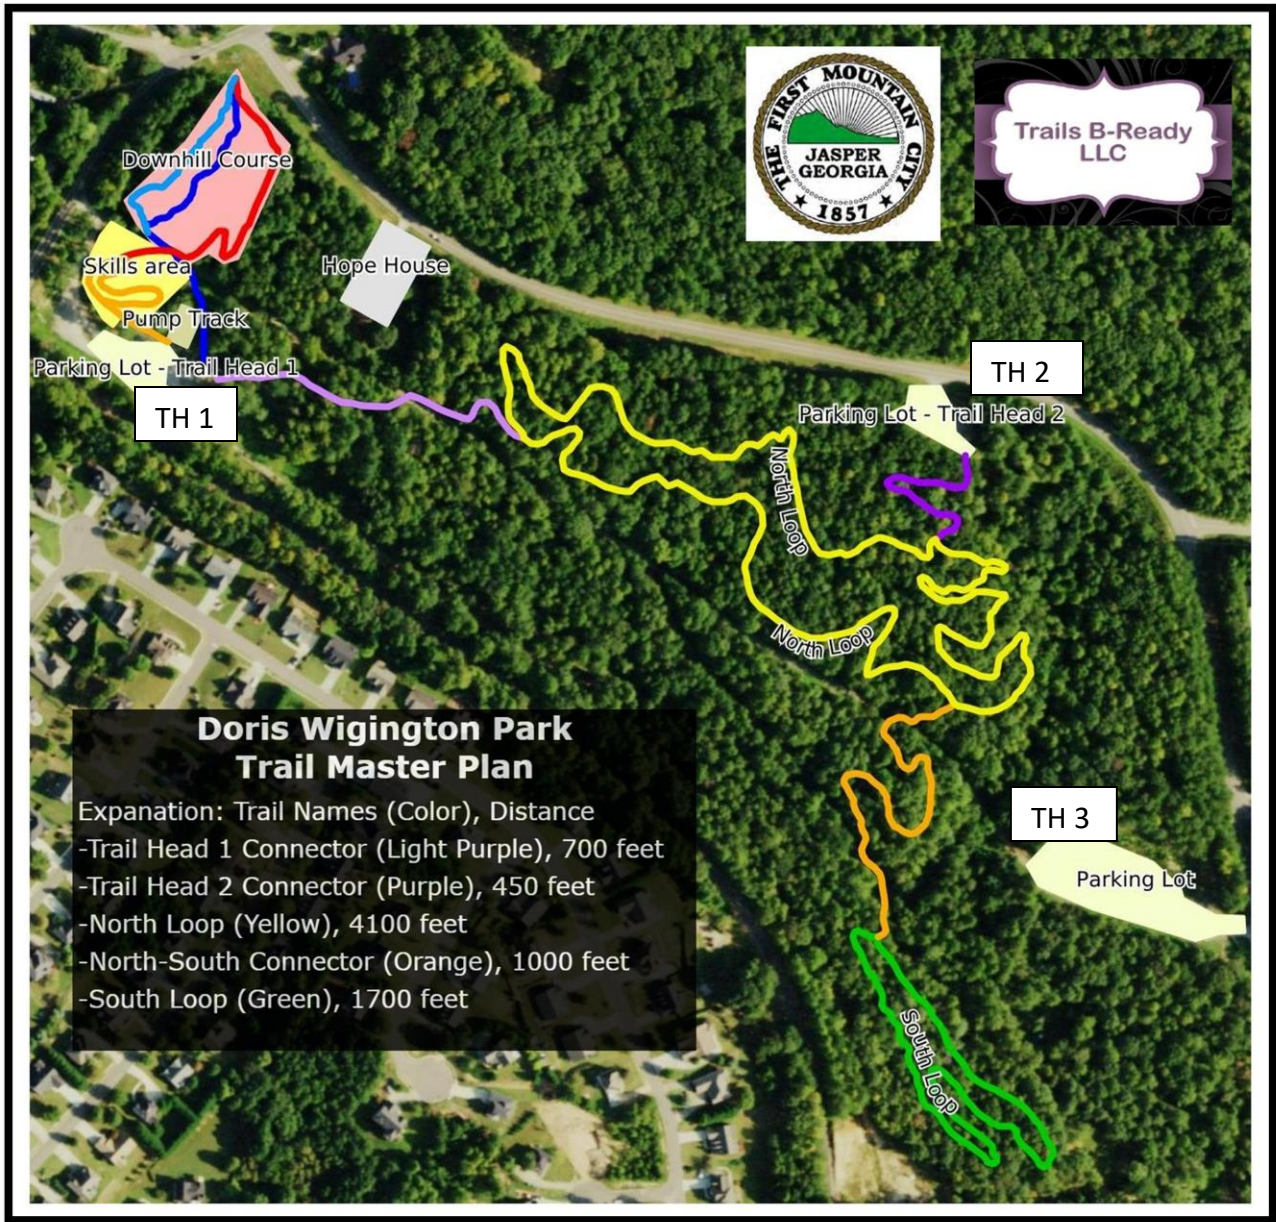 THE FIRST MOUNTAIN CITY
JASPER
GEORGIA
★ 1857 ★
Trails B-Ready
LLC
Downhill Course
Skills area
Hope House
Pump Track
Parking Lot - Trail Head 1
TH 1
TH 2
Parking Lot - Trail Head 2
North Loop
North Loop
Doris Wigington Park
Trail Master Plan
Expanation: Trail Names (Color), Distance
-Trail Head 1 Connector (Light Purple), 700 feet
-Trail Head 2 Connector (Purple), 450 feet
-North Loop (Yellow), 4100 feet
-North-South Connector (Orange), 1000 feet
-South Loop (Green), 1700 feet
TH 3
Parking Lot
South Loop